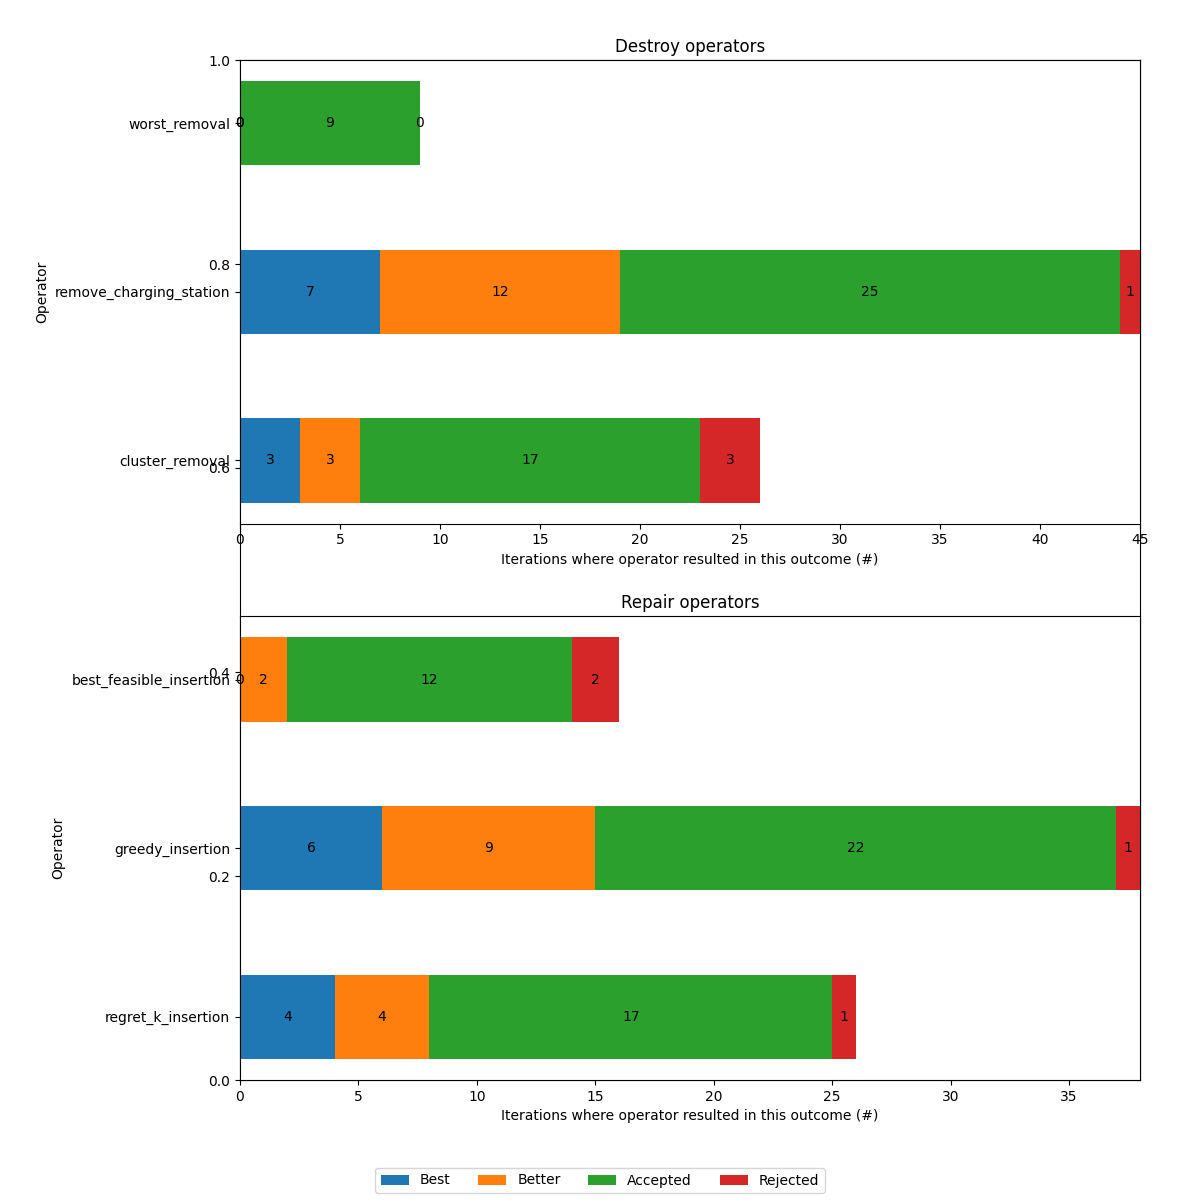 Destroy operators
1.0
worst_removal 0 0 9 0
Operator
0.8
remove_charging_station 7 12 25 1
cluster_removal 3 3 17 3
0.6
0 5 10 15 20 25 30 35 40 45
Iterations where operator resulted in this outcome (#)
Repair operators
0.4
best_feasible_insertion 0 2 12 2
Operator
greedy_insertion 6 9 22 1
0.2
regret_k_insertion 4 4 17 1
0.0
0 5 10 15 20 25 30 35
Iterations where operator resulted in this outcome (#)
Best Better Accepted Rejected